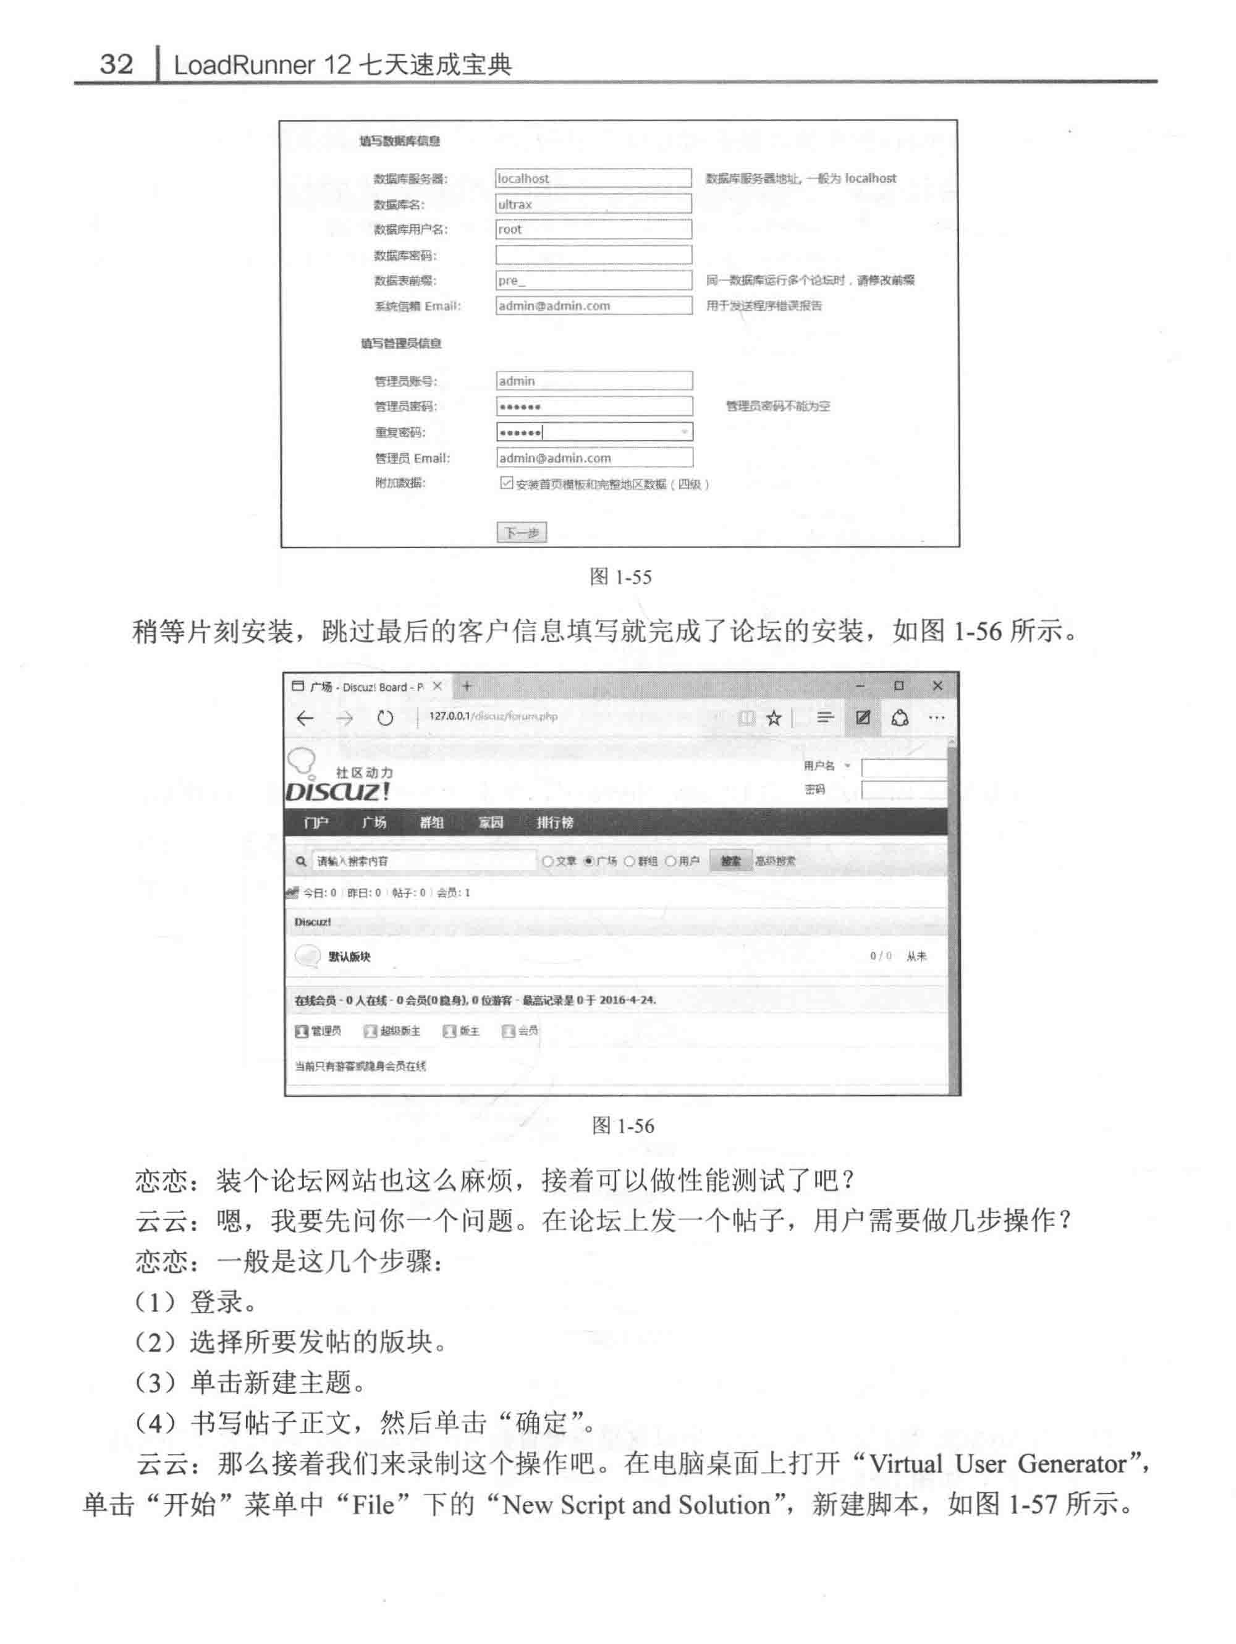 32 LoadRunner 12 七天速成宝典
填写数据库信息
数据库服务器: localhost 数据库服务器地址, 一般为 localhost
数据库名: ultrax
数据库用户名: root
数据库密码:
数据表前缀: pre_ 同一数据库运行多个论坛时，请修改前缀
系统信箱 Email: admin@admin.com 用于发送程序错误报告
填写管理员信息
管理员账号: admin
管理员密码: •••••• 管理员密码不能为空
重复密码: ••••••
管理员 Email: admin@admin.com
附加数据: 安装首页模板和完整地区数据（四级）
下一步
图 1-55
稍等片刻安装，跳过最后的客户信息填写就完成了论坛的安装，如图 1-56 所示。
广场 - Discuz! Board - P
127.0.0.1/discuz/forum.php
社区动力
DISCUZ!
用户名
密码
门户 广场 群组 家园 排行榜
请输入搜索内容 文章 广场 群组 用户 搜索 高级搜索
今日: 0 昨日: 0 帖子: 0 会员: 1
Discuz!
默认版块 0 / 0 从未
在线会员 - 0 人在线 - 0 会员(0 隐身), 0 位游客 - 最高记录是 0 于 2016-4-24.
管理员 超级版主 版主 会员
当前只有游客或隐身会员在线
图 1-56
恋恋：装个论坛网站也这么麻烦，接着可以做性能测试了吧？
云云：嗯，我要先问你一个问题。在论坛上发一个帖子，用户需要做几步操作？
恋恋：一般是这几个步骤：
（1）登录。
（2）选择所要发帖的版块。
（3）单击新建主题。
（4）书写帖子正文，然后单击“确定”。
云云：那么接着我们来录制这个操作吧。在电脑桌面上打开“Virtual User Generator”，
单击“开始”菜单中“File”下的“New Script and Solution”，新建脚本，如图 1-57 所示。